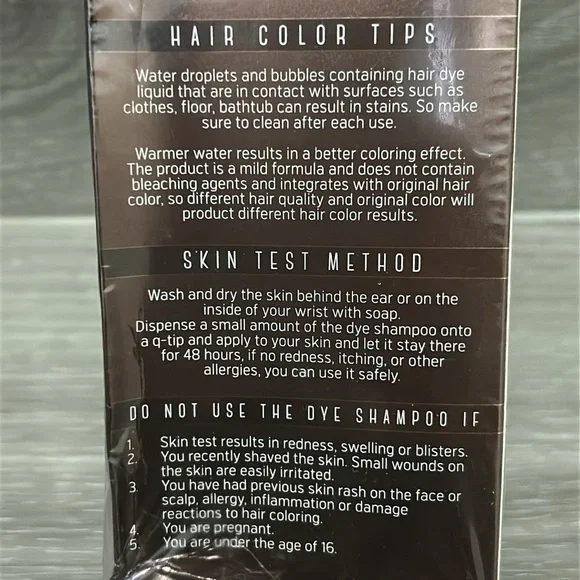 HAIR COLOR TIPS
Water droplets and bubbles containing hair dye
liquid that are in contact with surfaces such as
clothes, floor, bathtub can result in stains. So make
sure to clean after each use.
Warmer water results in a better coloring effect.
The product is a mild formula and does not contain
bleaching agents and integrates with original hair
color, so different hair quality and original color will
product different hair color results.
SKIN TEST METHOD
Wash and dry the skin behind the ear or on the
inside of your wrist with soap.
Dispense a small amount of the dye shampoo onto
a q-tip and apply to your skin and let it stay there
for 48 hours, if no redness, itching, or other
allergies, you can use it safely.
DO NOT USE THE DYE SHAMPOO IF
1. Skin test results in redness, swelling or blisters.
2. You recently shaved the skin. Small wounds on
the skin are easily irritated.
3. You have had previous skin rash on the face or
scalp, allergy, inflammation or damage
reactions to hair coloring.
4. You are pregnant.
5. You are under the age of 16.